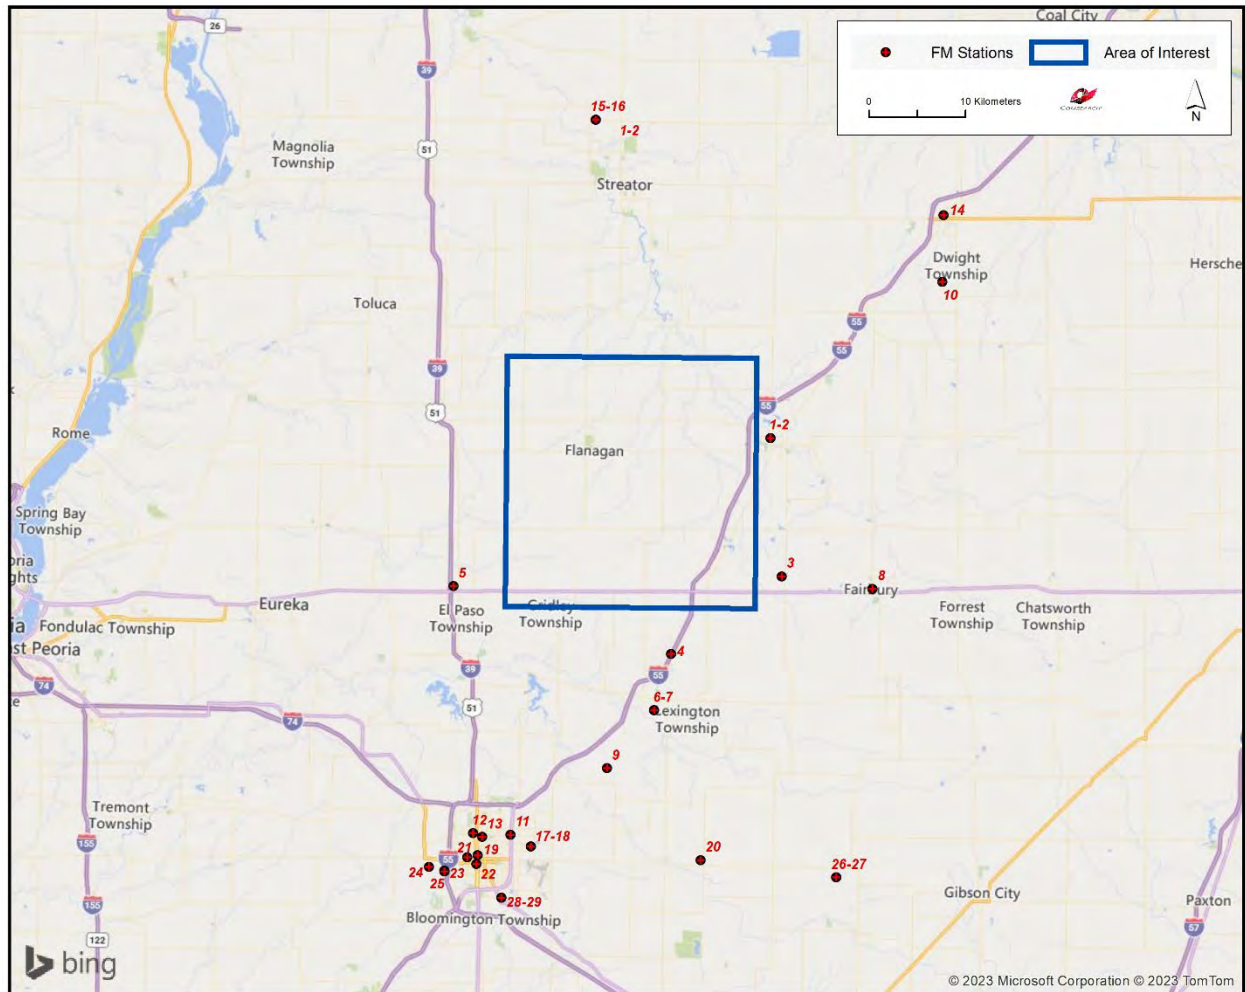 Coal City
26
FM Stations
Area of Interest
0
10 Kilometers
N
39
15-16
1-2
51
Magnolia
Township
Streator
14
Dwight
Township
10
Hersche
Toluca
55
55
39
51
55
1-2
Rome
Flanagan
Spring Bay
Township
oria
ghts
3
5
8
Fairbury
Eureka
El Paso
Township
Gridley
Township
Forrest
Township
Chatsworth
Township
ia
Fondulac Township
st Peoria
4
39
55
74
6-7
Lexington
Township
51
74
9
Tremont
Township
12
13
11
17-18
155
21
19
55
20
24
23
22
26-27
25
Gibson City
28-29
Bloomington Township
Paxton
155
57
122
bing
© 2023 Microsoft Corporation © 2023 TomTom